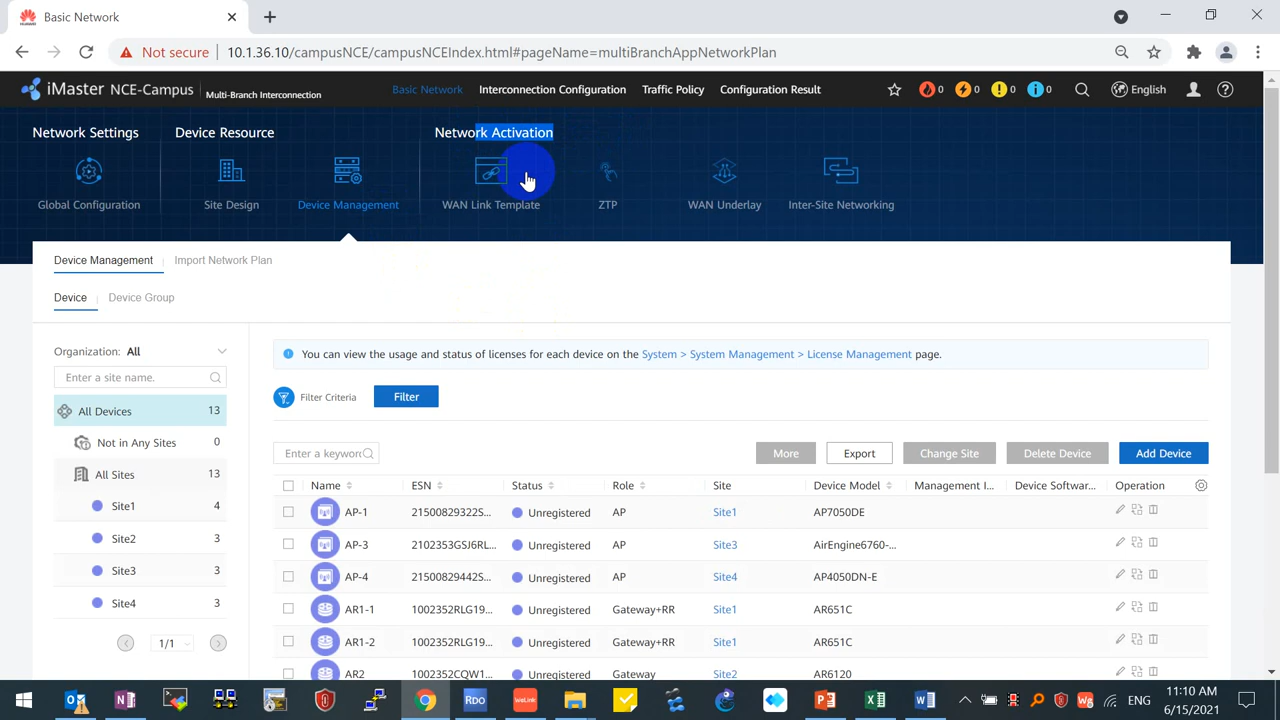 Basic Network
Not secure 10.1.36.10/campusNCE/campusNCEIndex.html#pageName=multiBranchAppNetworkPlan
iMaster NCE-Campus Multi-Branch Interconnection Basic Network Interconnection Configuration Traffic Policy Configuration Result 0 0 0 0 English
Network Settings Device Resource Network Activation
Global Configuration Site Design Device Management WAN Link Template ZTP WAN Underlay Inter-Site Networking
Device Management Import Network Plan
Device Device Group
Organization: All
Enter a site name.
All Devices 13
Not in Any Sites 0
All Sites 13
Site1 4
Site2 3
Site3 3
Site4 3
1/1
You can view the usage and status of licenses for each device on the System > System Management > License Management page.
Filter Criteria Filter
Enter a keyword More Export Change Site Delete Device Add Device
Name ESN Status Role Site Device Model Management I... Device Softwar... Operation
AP-1 21500829322S... Unregistered AP Site1 AP7050DE
AP-3 2102353GSJ6RL... Unregistered AP Site3 AirEngine6760-...
AP-4 21500829442S... Unregistered AP Site4 AP4050DN-E
AR1-1 1002352RLG19... Unregistered Gateway+RR Site1 AR651C
AR1-2 1002352RLG19... Unregistered Gateway+RR Site1 AR651C
AR2 1002352CQW1... Unregistered Gateway Site2 AR6120
RDO
weLink
ENG 11:10 AM
6/15/2021